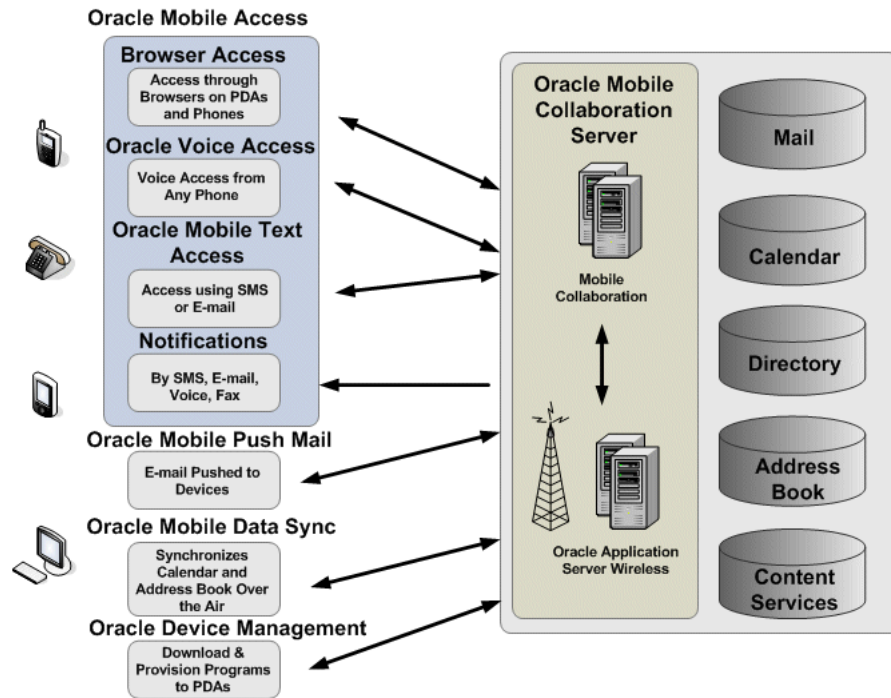 Oracle Mobile Access
Browser Access
Access through
Browsers on PDAs
and Phones
Oracle Voice Access
Voice Access from
Any Phone
Oracle Mobile Text
Access
Access using SMS
or E-mail
Notifications
By SMS, E-mail,
Voice, Fax
Oracle Mobile Push Mail
E-mail Pushed to
Devices
Oracle Mobile Data Sync
Synchronizes
Calendar and
Address Book Over
the Air
Oracle Device Management
Download &
Provision Programs
to PDAs
Oracle Mobile
Collaboration
Server
Mobile
Collaboration
Oracle Application
Server Wireless
Mail
Calendar
Directory
Address
Book
Content
Services